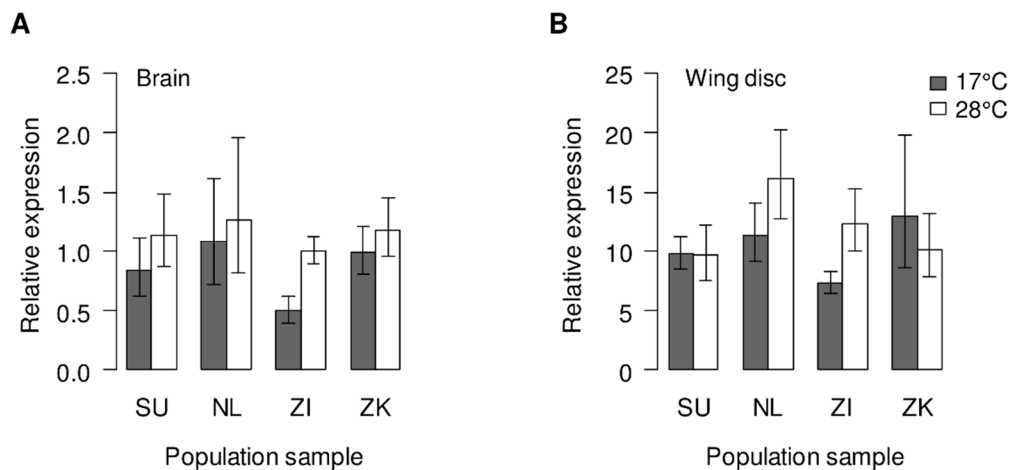 A
Brain
Relative expression
2.5
2.0
1.5
1.0
0.5
0.0
SU NL ZI ZK
Population sample
B
Wing disc
17°C
28°C
Relative expression
25
20
15
10
5
0
SU NL ZI ZK
Population sample